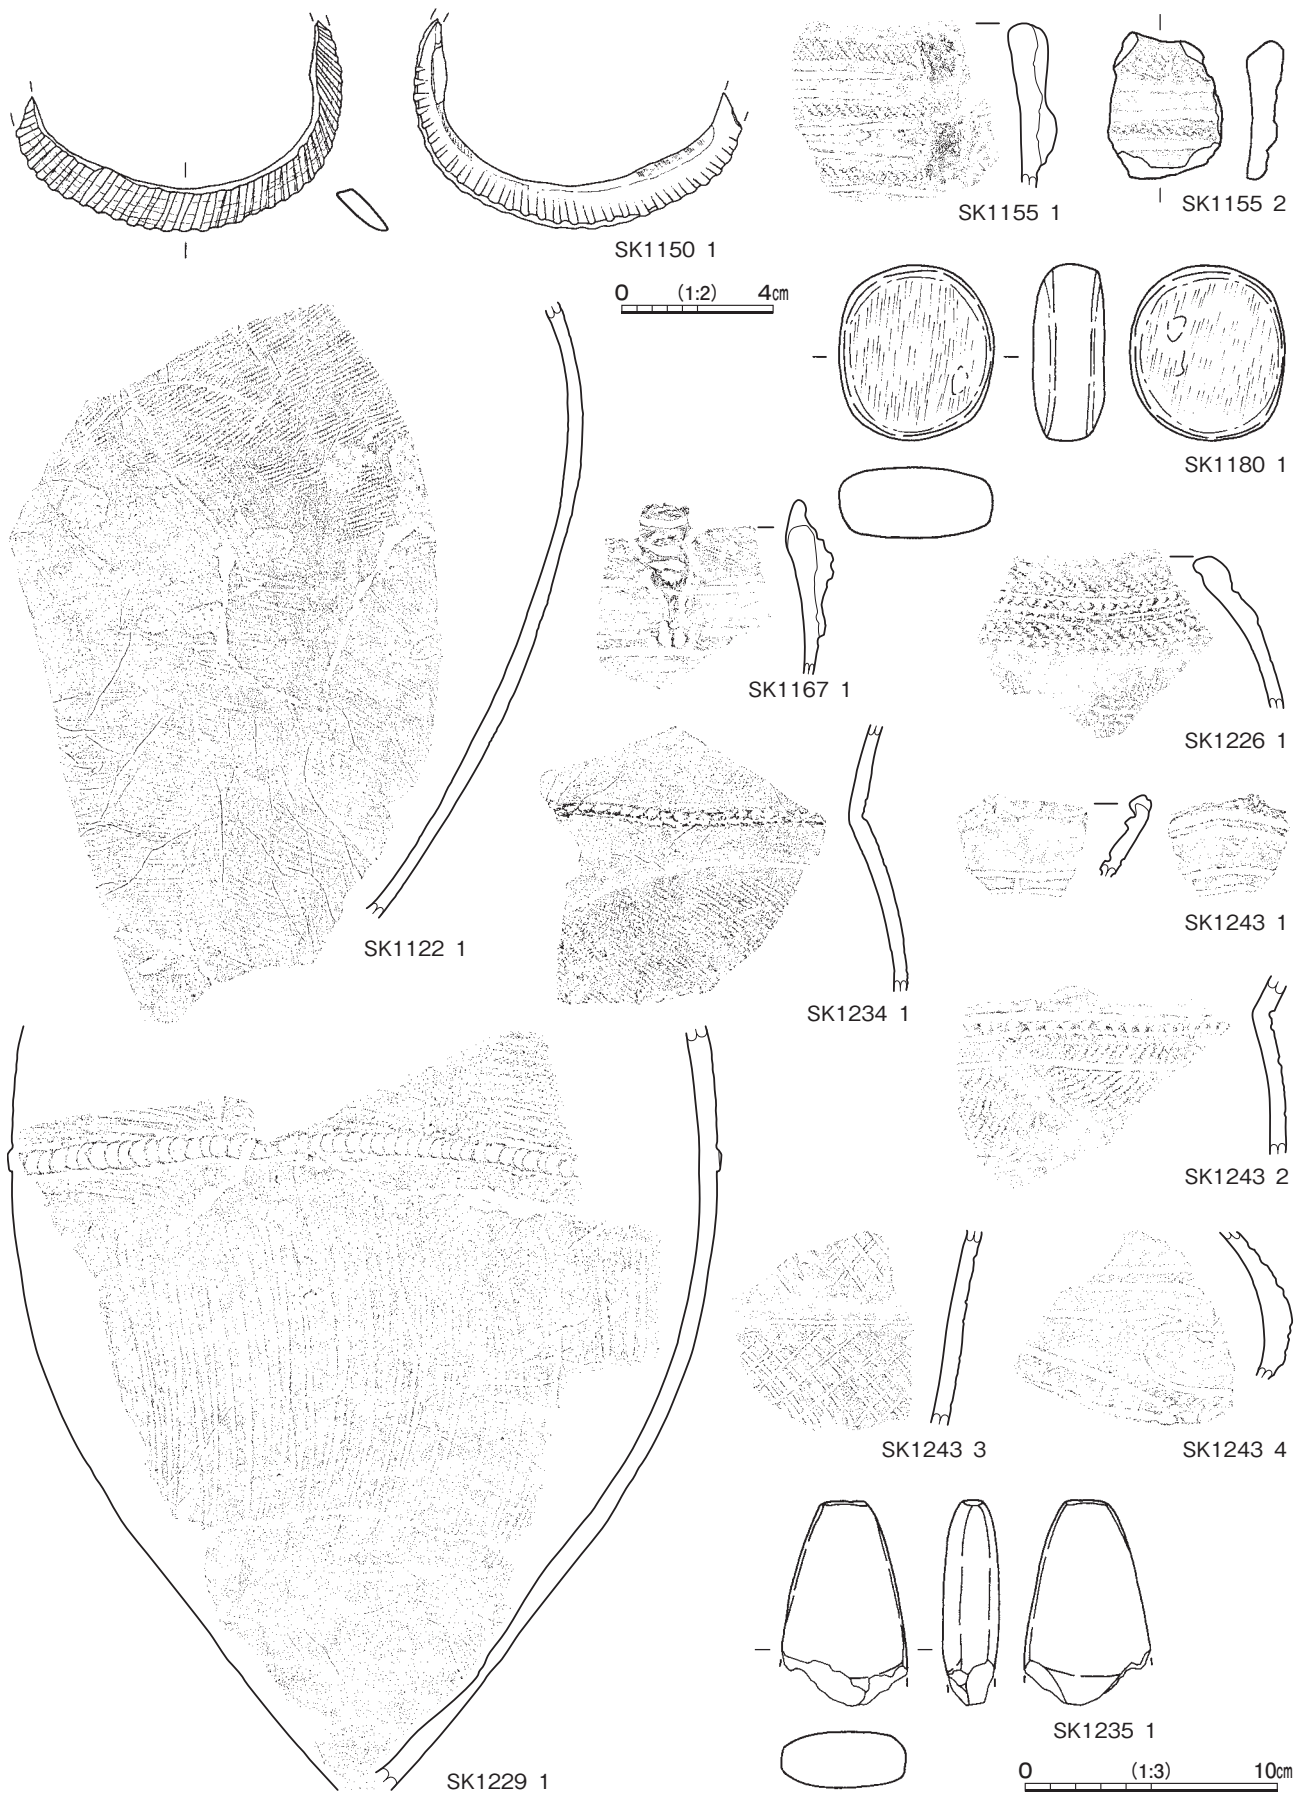 SK1155 1
SK1155 2
SK1150 1
0 (1:2) 4cm
SK1180 1
SK1167 1
SK1226 1
SK1243 1
SK1122 1
SK1234 1
SK1243 2
SK1243 3
SK1243 4
SK1235 1
SK1229 1
0 (1:3) 10cm